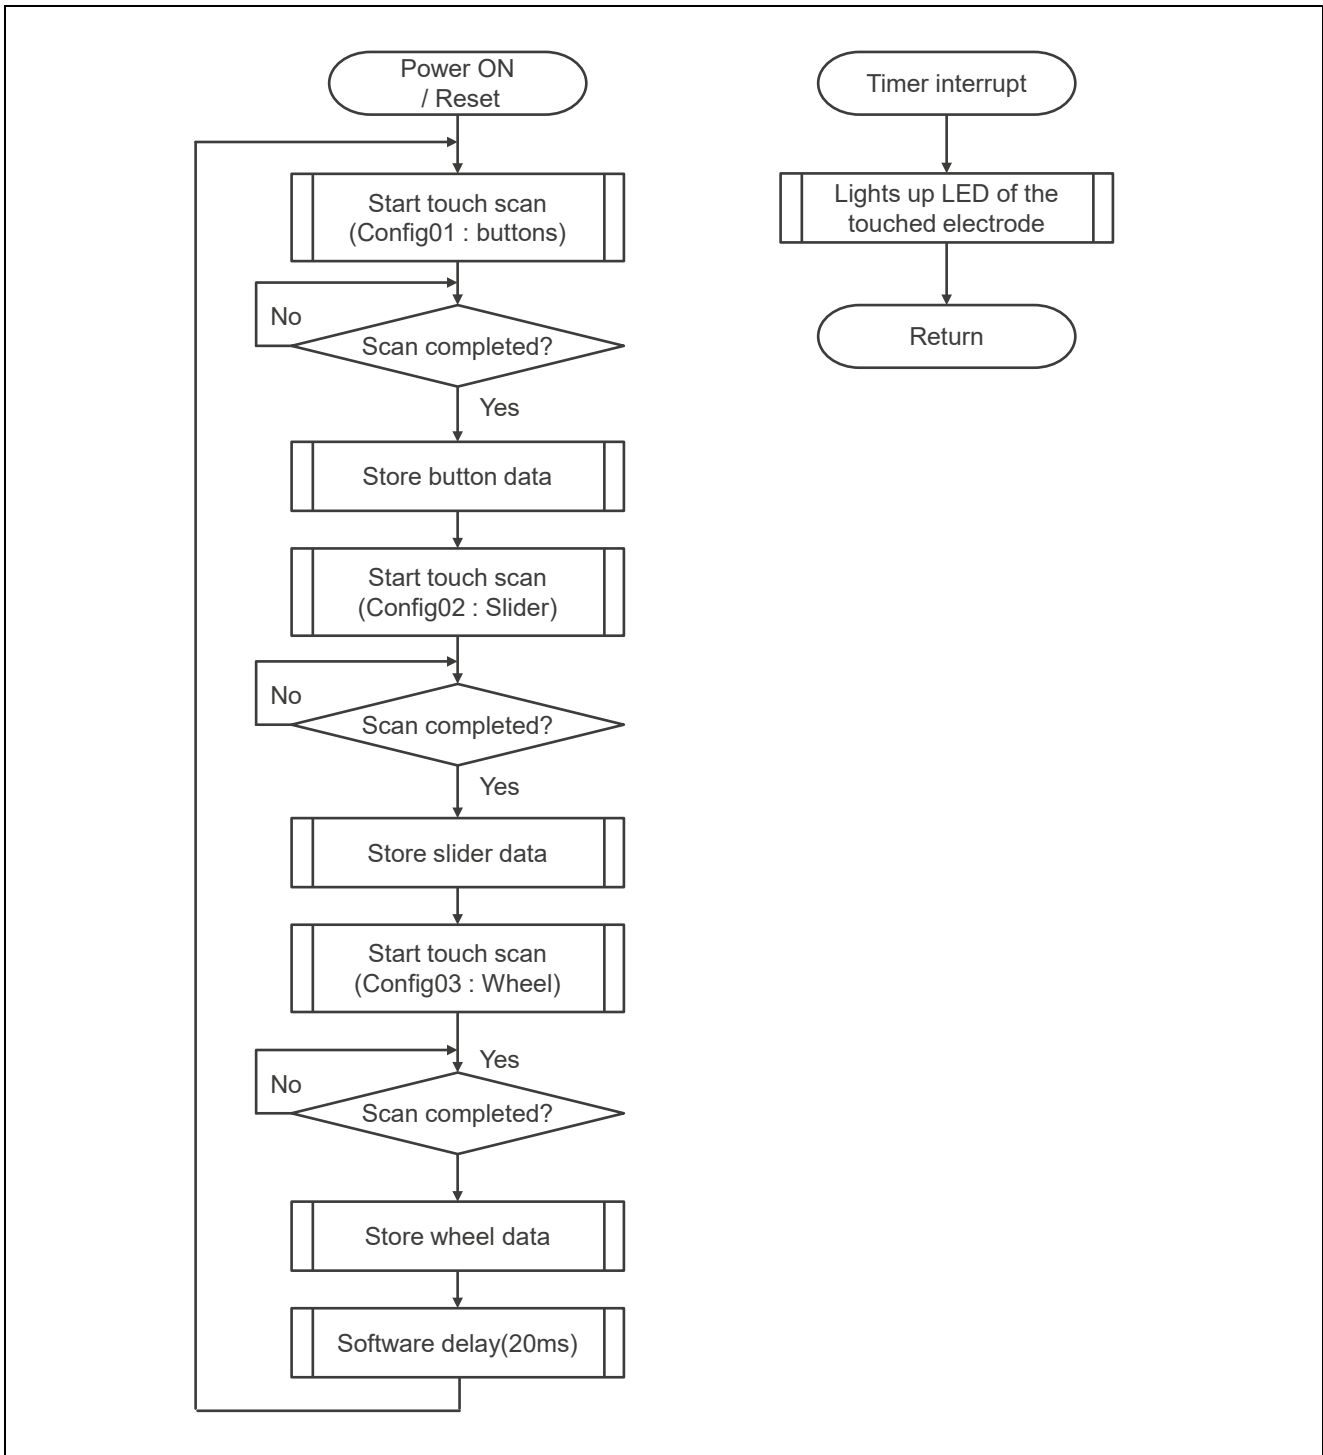 Power ON
/ Reset
Start touch scan
(Config01 : buttons)
No
Scan completed?
Yes
Store button data
Start touch scan
(Config02 : Slider)
No
Scan completed?
Yes
Store slider data
Start touch scan
(Config03 : Wheel)
Yes
No
Scan completed?
Store wheel data
Software delay(20ms)
Timer interrupt
Lights up LED of the
touched electrode
Return